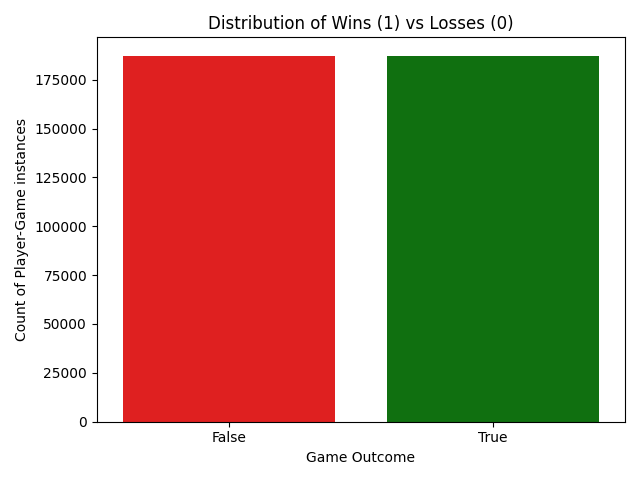 Distribution of Wins (1) vs Losses (0)
175000
150000
125000
100000
75000
50000
25000
0
Count of Player-Game instances
False
True
Game Outcome